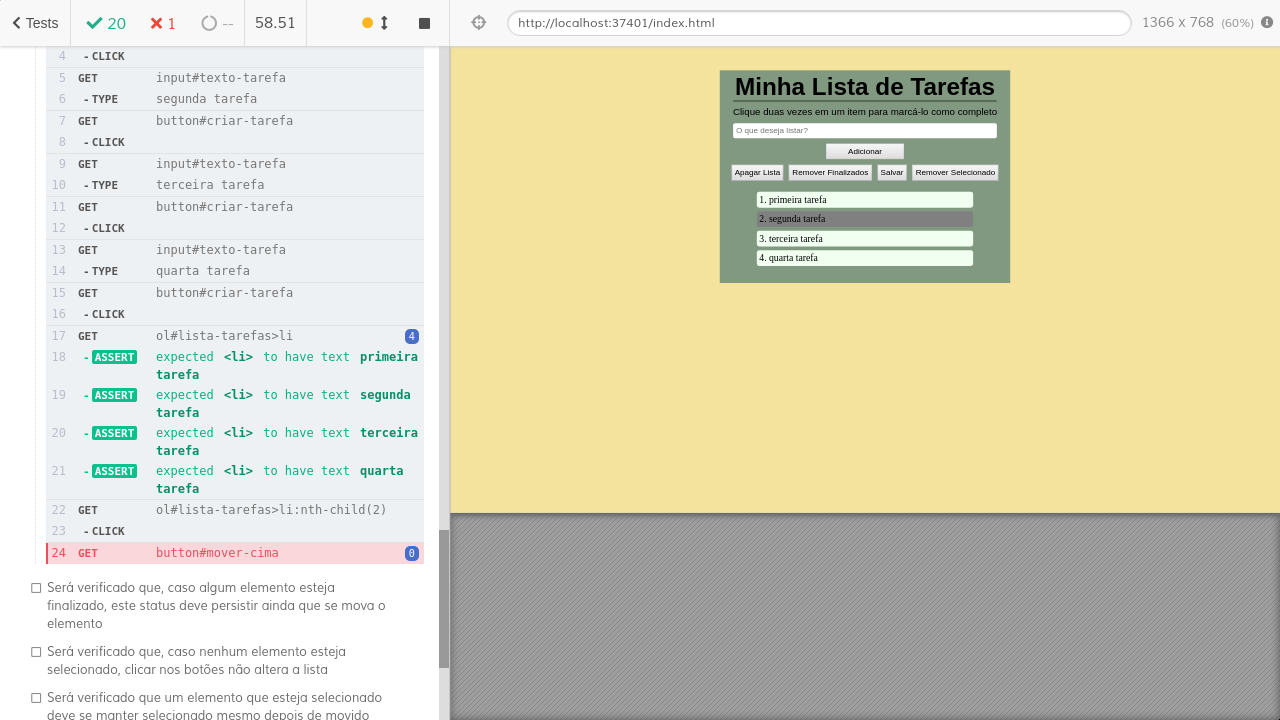 Tests
20
1
--
58.51
http://localhost:37401/index.html
1366 x 768 (60%)
4 -CLICK
5 GET input#texto-tarefa
6 -TYPE segunda tarefa
7 GET button#criar-tarefa
8 -CLICK
9 GET input#texto-tarefa
10 -TYPE terceira tarefa
11 GET button#criar-tarefa
12 -CLICK
13 GET input#texto-tarefa
14 -TYPE quarta tarefa
15 GET button#criar-tarefa
16 -CLICK
17 GET ol#lista-tarefas>li 4
18 -ASSERT expected <li> to have text primeira
tarefa
19 -ASSERT expected <li> to have text segunda
tarefa
20 -ASSERT expected <li> to have text terceira
tarefa
21 -ASSERT expected <li> to have text quarta
tarefa
22 GET ol#lista-tarefas>li:nth-child(2)
23 -CLICK
24 GET button#mover-cima 0
Será verificado que, caso algum elemento esteja
finalizado, este status deve persistir ainda que se mova o
elemento
Será verificado que, caso nenhum elemento esteja
selecionado, clicar nos botões não altera a lista
Será verificado que um elemento que esteja selecionado
deve se manter selecionado mesmo depois de movido
Minha Lista de Tarefas
Clique duas vezes em um item para marcá-lo como completo
O que deseja listar?
Adicionar
Apagar Lista Remover Finalizados Salvar Remover Selecionado
1. primeira tarefa
2. segunda tarefa
3. terceira tarefa
4. quarta tarefa